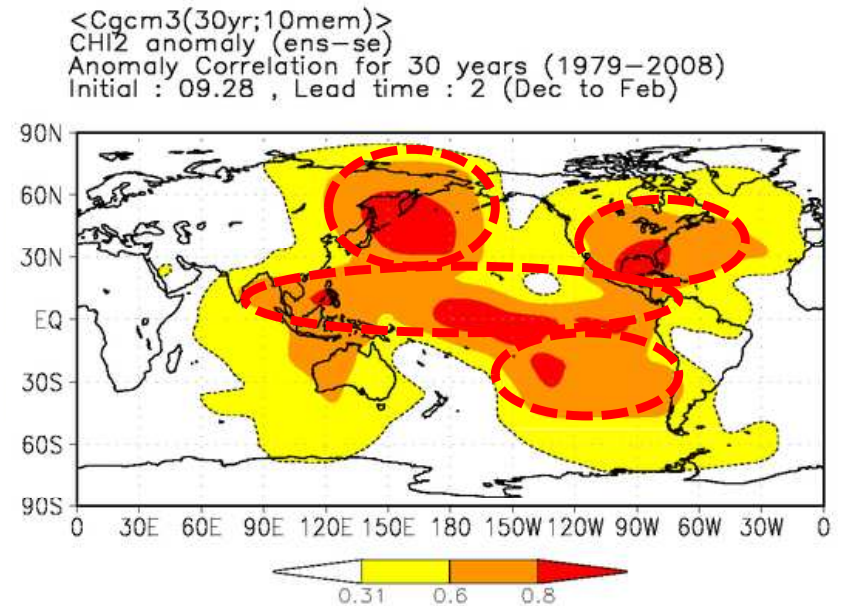 <Cgcm3(30yr;10mem)>
CHI2 anomaly (ens-se)
Anomaly Correlation for 30 years (1979-2008)
Initial : 09.28 , Lead time : 2 (Dec to Feb)
90N
60N
30N
EQ
30S
60S
90S
0 30E 60E 90E 120E 150E 180 150W 120W 90W 60W 30W 0
0.31 0.6 0.8